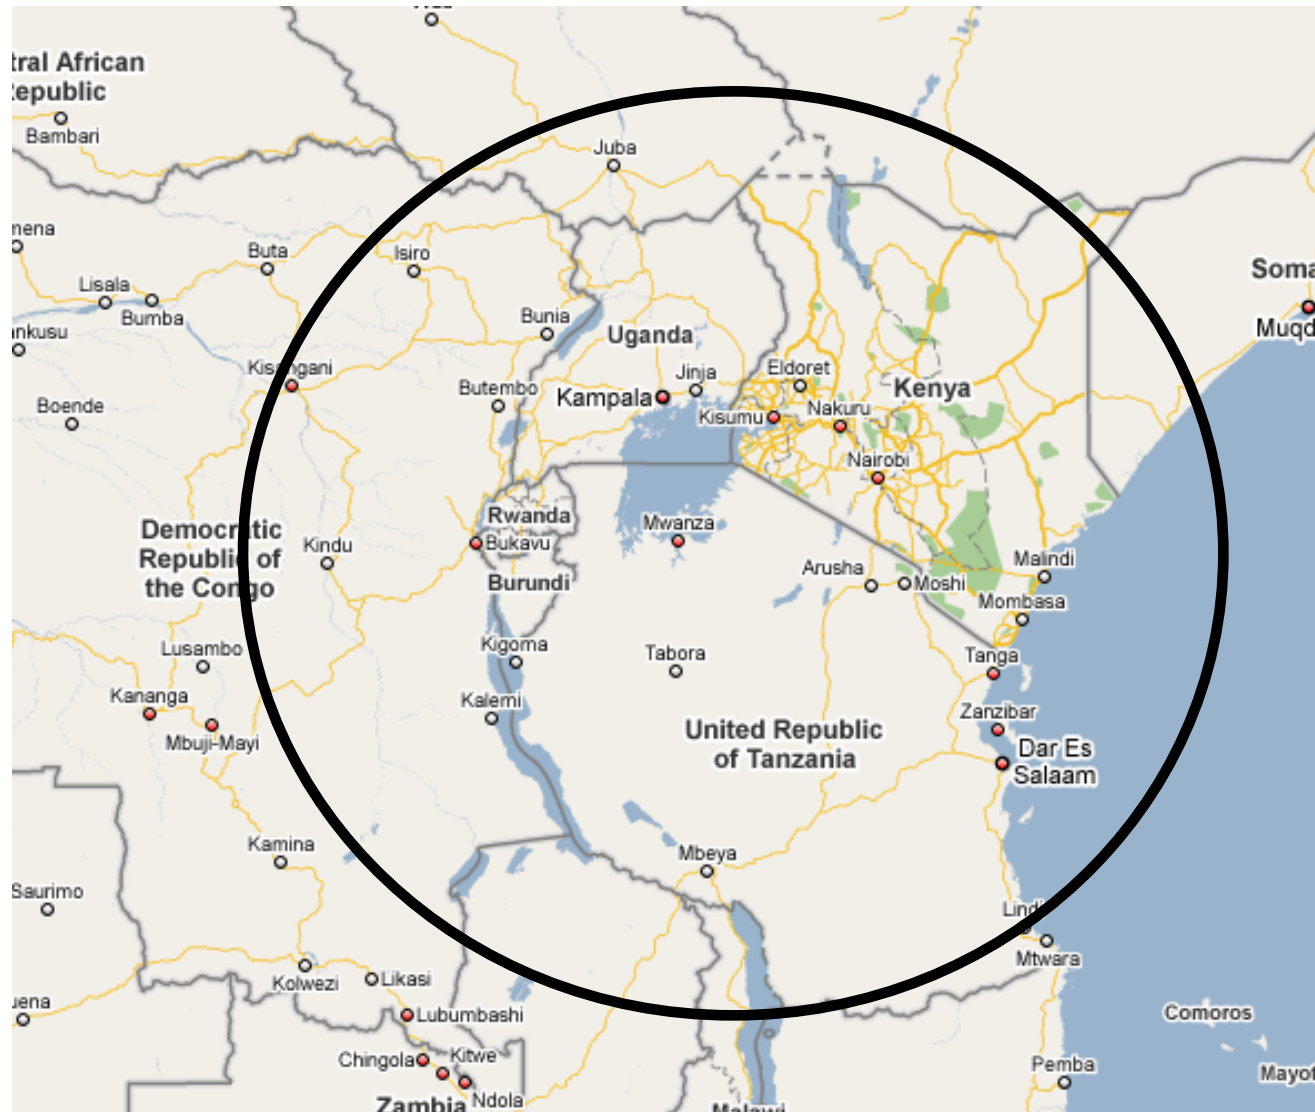 tral African
Republic
Bambari
Juba
mena
Buta
Isiro
Lisala
Bumba
Bunia
nkusu
Uganda
Soma
Muqd
Kisangani
Jinja
Eldoret
Butembo
Kampala
Kenya
Boende
Kisumu
Nakuru
Nairobi
Rwanda
Mwanza
Democratic
Republic of
the Congo
Kindu
Bukavu
Burundi
Arusha
Moshi
Malindi
Mombasa
Lusambo
Kigoma
Tabora
Tanga
Kananga
Kalemi
Zanzibar
Mbuji-Mayi
United Republic
of Tanzania
Dar Es
Salaam
Kamina
Mbeya
Saurimo
Lindi
Mtwara
Kolwezi
Likasi
uena
Lubumbashi
Comoros
Chingola
Kitwe
Pemba
Mayot
Ndola
Zambia
Malawi